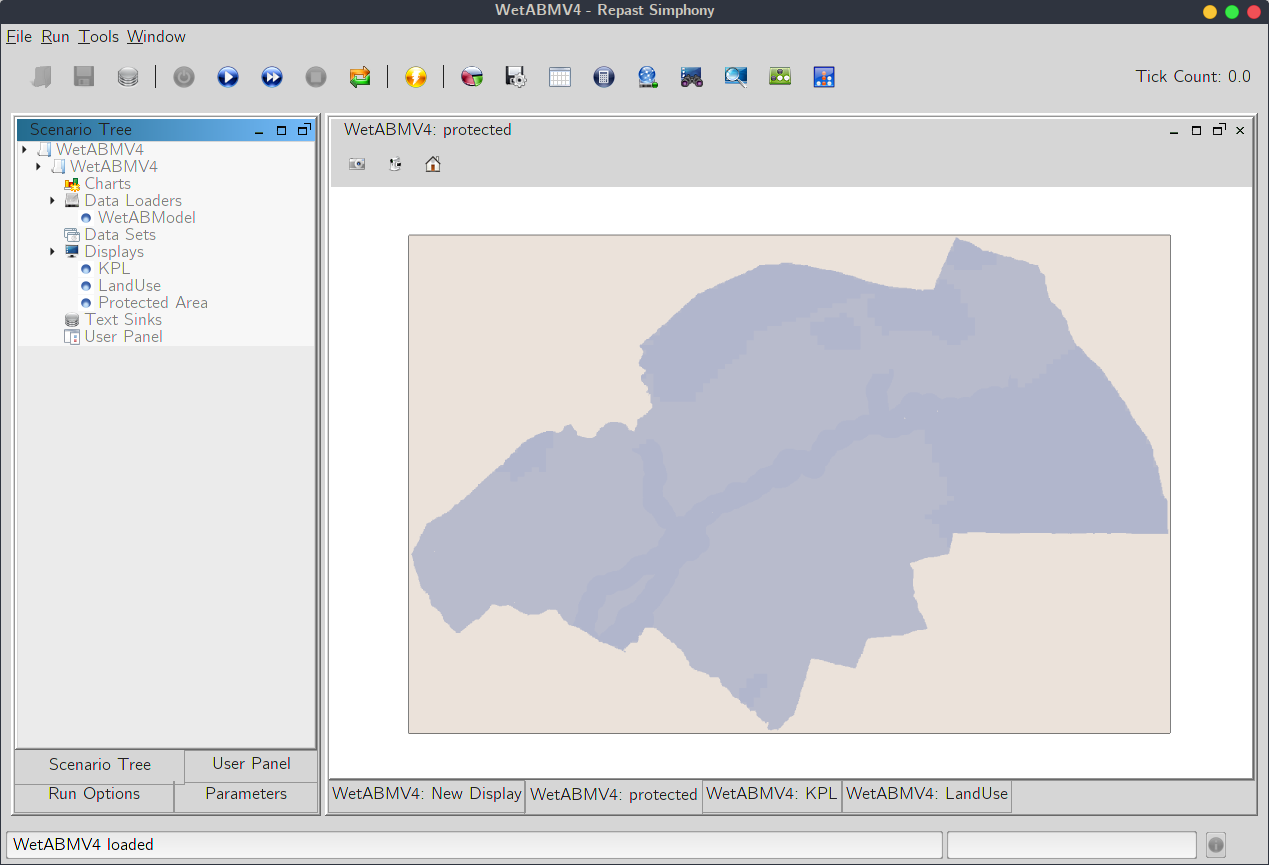 WetABMV4 - Repast Simphony
File Run Tools Window
Tick Count: 0.0
Scenario Tree
WetABMV4
WetABMV4
Charts
Data Loaders
WetABModel
Data Sets
Displays
KPL
LandUse
Protected Area
Text Sinks
User Panel
Scenario Tree
User Panel
Run Options
Parameters
WetABMV4: protected
WetABMV4: New Display
WetABMV4: protected
WetABMV4: KPL
WetABMV4: LandUse
WetABMV4 loaded